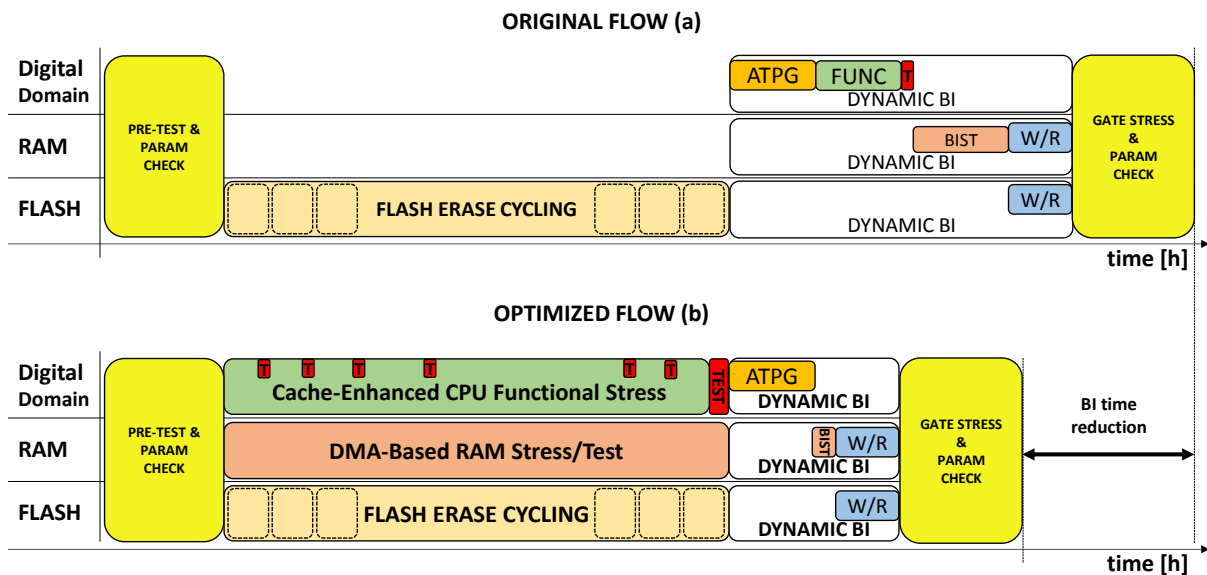 ORIGINAL FLOW (a)
Digital
Domain
RAM
FLASH
PRE-TEST &
PARAM
CHECK
FLASH ERASE CYCLING
ATPG
FUNC
T
DYNAMIC BI
BIST
W/R
DYNAMIC BI
W/R
DYNAMIC BI
GATE STRESS
&
PARAM
CHECK
time [h]
OPTIMIZED FLOW (b)
Digital
Domain
RAM
FLASH
PRE-TEST &
PARAM
CHECK
T
T
T
T
T
T
Cache-Enhanced CPU Functional Stress
TEST
DMA-Based RAM Stress/Test
FLASH ERASE CYCLING
ATPG
DYNAMIC BI
BIST
W/R
DYNAMIC BI
W/R
DYNAMIC BI
GATE STRESS
&
PARAM
CHECK
BI time
reduction
time [h]